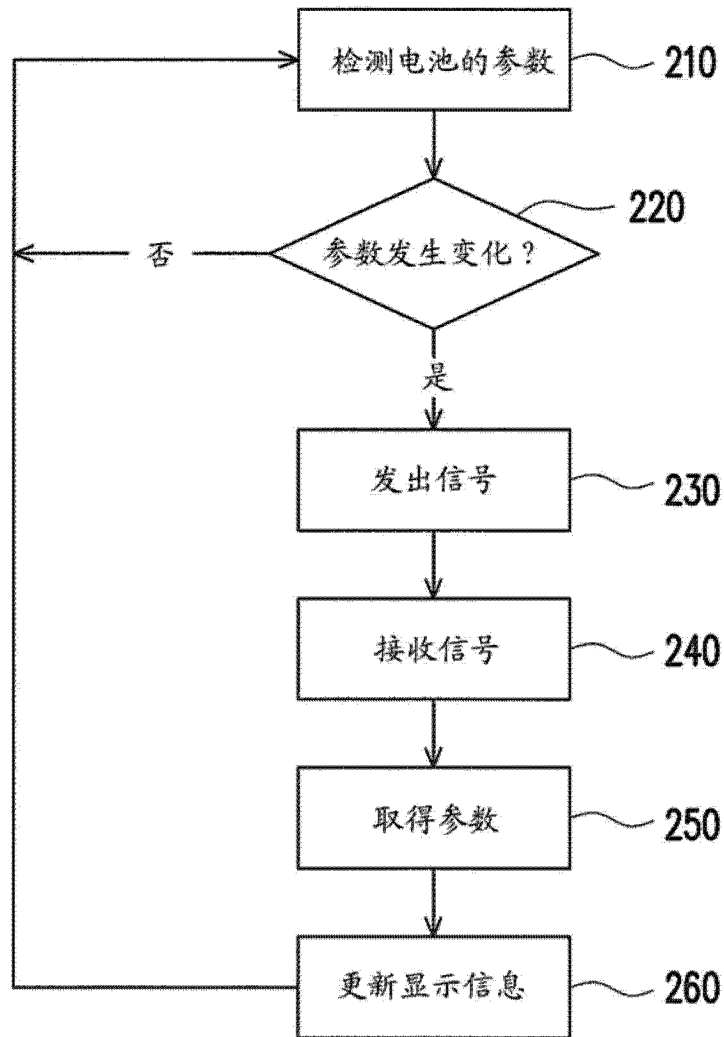 检测电池的参数
210
220
参数发生变化?
否
是
发出信号
230
接收信号
240
取得参数
250
更新显示信息
260